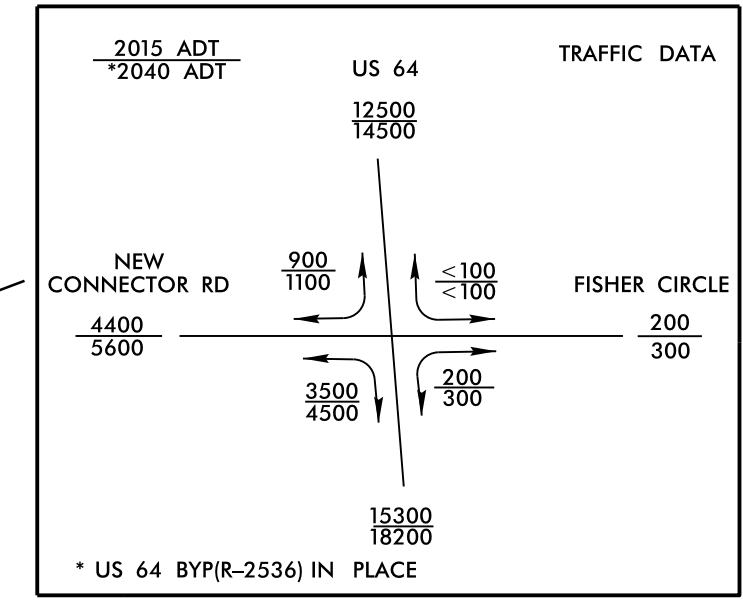 2015 ADT
*2040 ADT
TRAFFIC DATA
US 64
12500
14500
NEW
CONNECTOR RD
4400
5600
900
1100
<100
<100
FISHER CIRCLE
200
300
3500
4500
200
300
15300
18200
* US 64 BYP(R–2536) IN PLACE